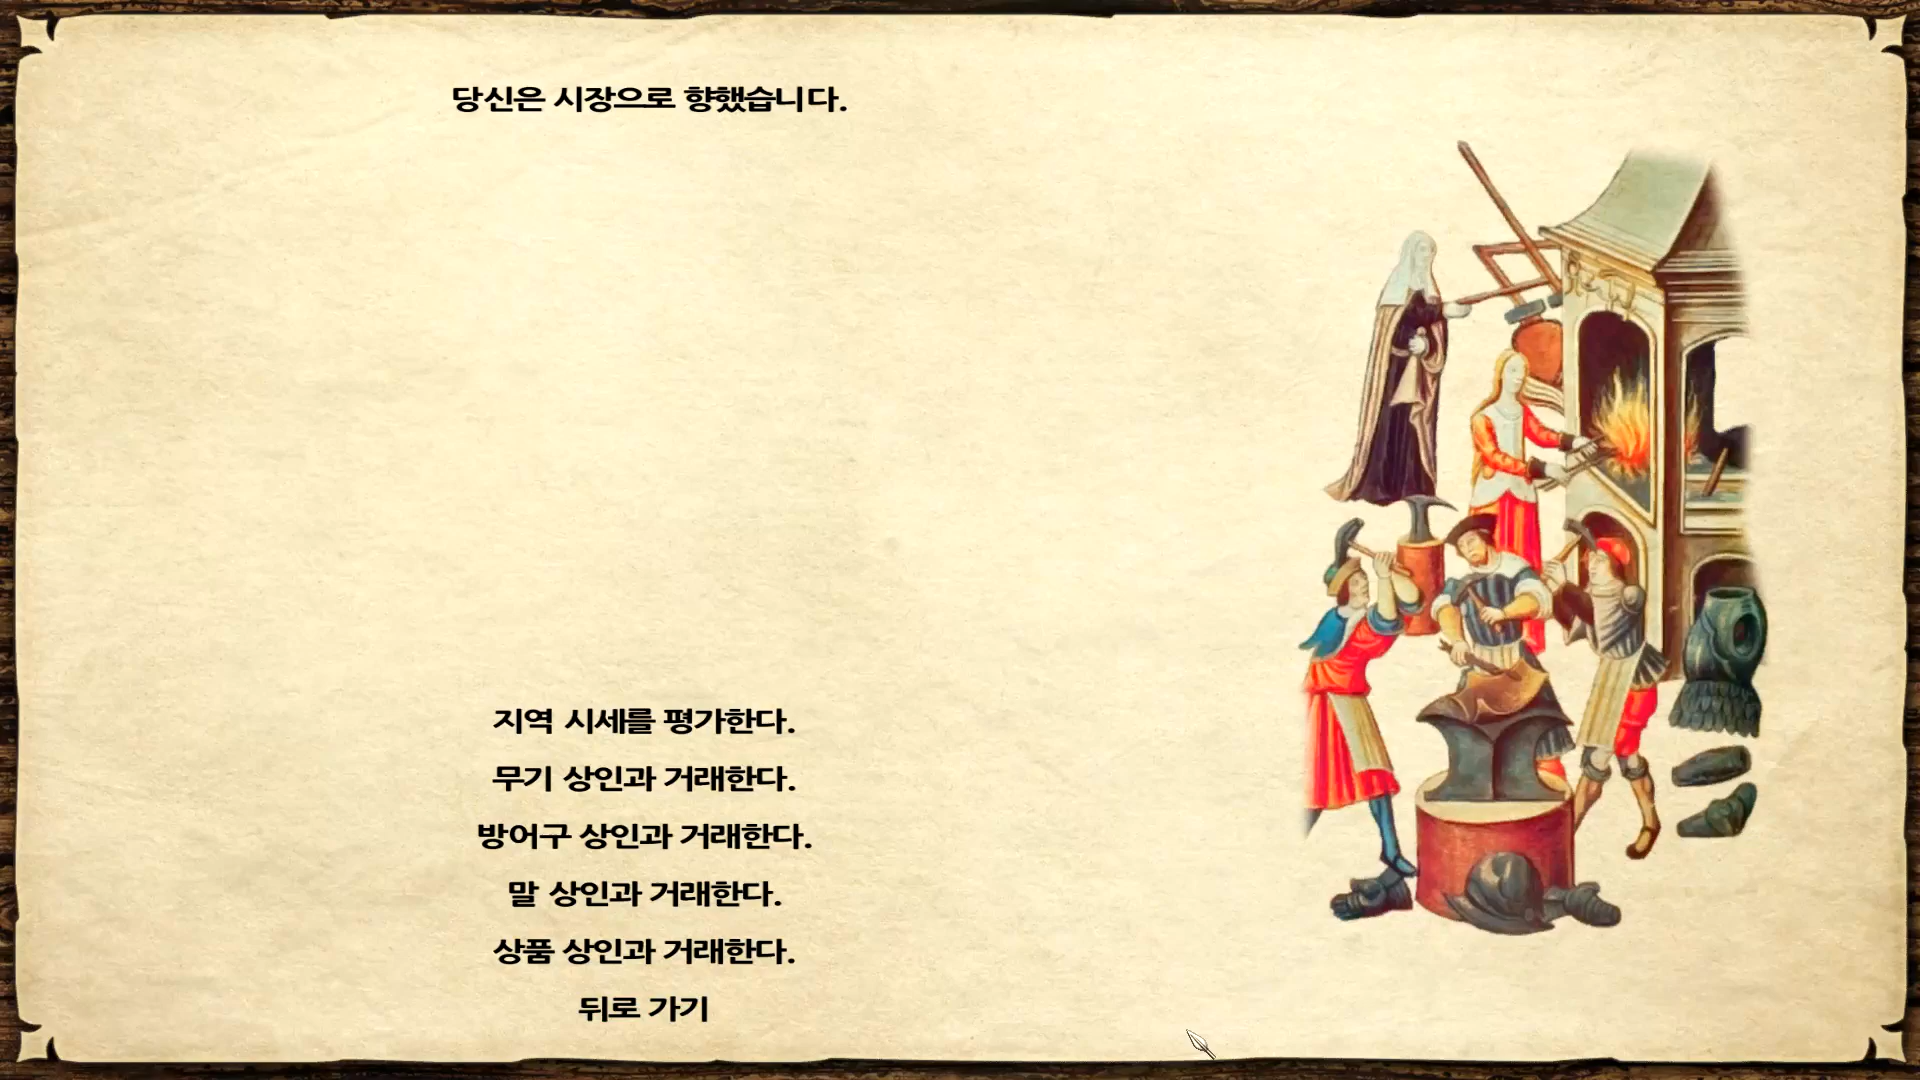 당신은 시장으로 향했습니다.
지역 시세를 평가한다.
무기 상인과 거래한다.
방어구 상인과 거래한다.
말 상인과 거래한다.
상품 상인과 거래한다.
뒤로 가기